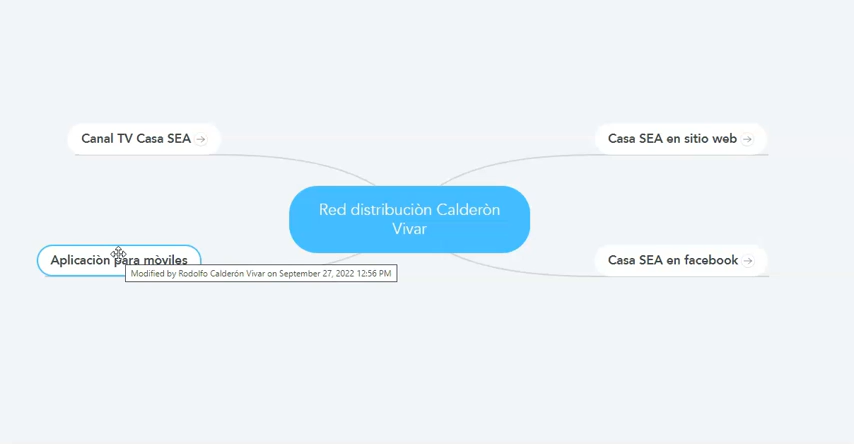 Canal TV Casa SEA
Casa SEA en sitio web
Red distribuciòn Calderòn
Vivar
Aplicaciòn para mòviles
Casa SEA en facebook
Modified by Rodolfo Calderón Vivar on September 27, 2022 12:56 PM